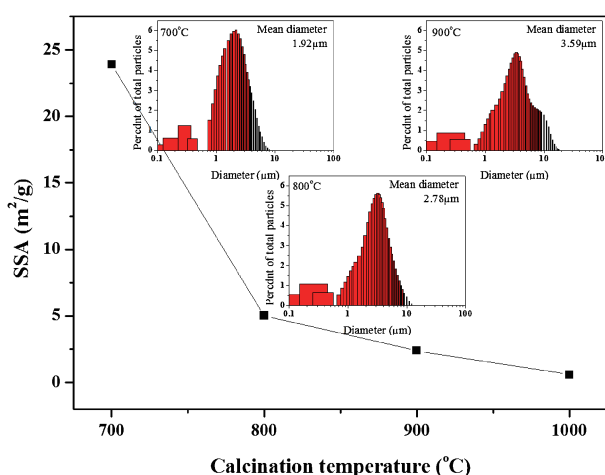 700°C
Mean diameter
1.92μm
Percdnt of total particles
6
5
4
3
2
1
0
0.1 1 10 100
Diameter (μm)
900°C
Mean diameter
3.59μm
Percdnt of total particles
6
5
4
3
2
1
0
0.1 1 10 100
Diameter (μm)
800°C
Mean diameter
2.78μm
Percdnt of total particles
6
5
4
3
2
1
0
0.1 1 10 100
Diameter (μm)
SSA (m²/g)
25
20
15
10
5
0
700 800 900 1000
Calcination temperature (°C)